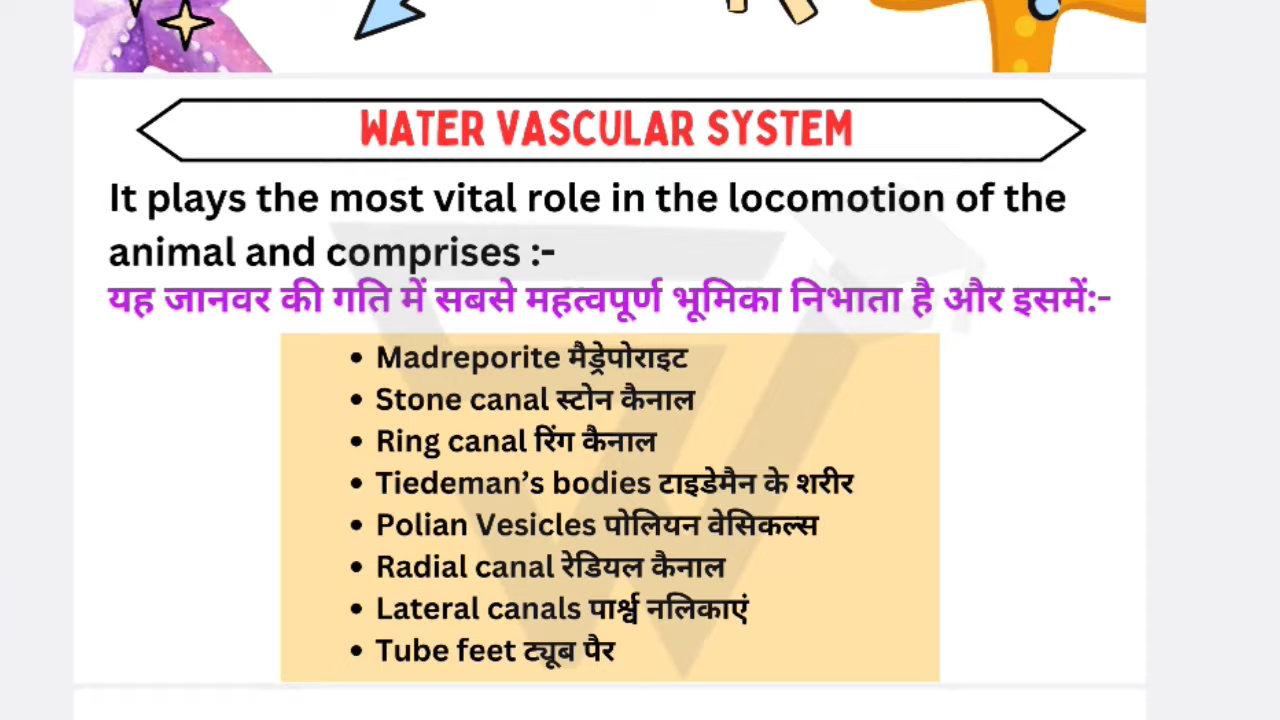 WATER VASCULAR SYSTEM
It plays the most vital role in the locomotion of the
animal and comprises :-
यह जानवर की गति में सबसे महत्वपूर्ण भूमिका निभाता है और इसमें:-
• Madreporite मैड्रेपोराइट
• Stone canal स्टोन कैनाल
• Ring canal रिंग कैनाल
• Tiedeman’s bodies टाइडेमैन के शरीर
• Polian Vesicles पोलियन वेसिकल्स
• Radial canal रेडियल कैनाल
• Lateral canals पार्श्व नलिकाएं
• Tube feet ट्यूब पैर